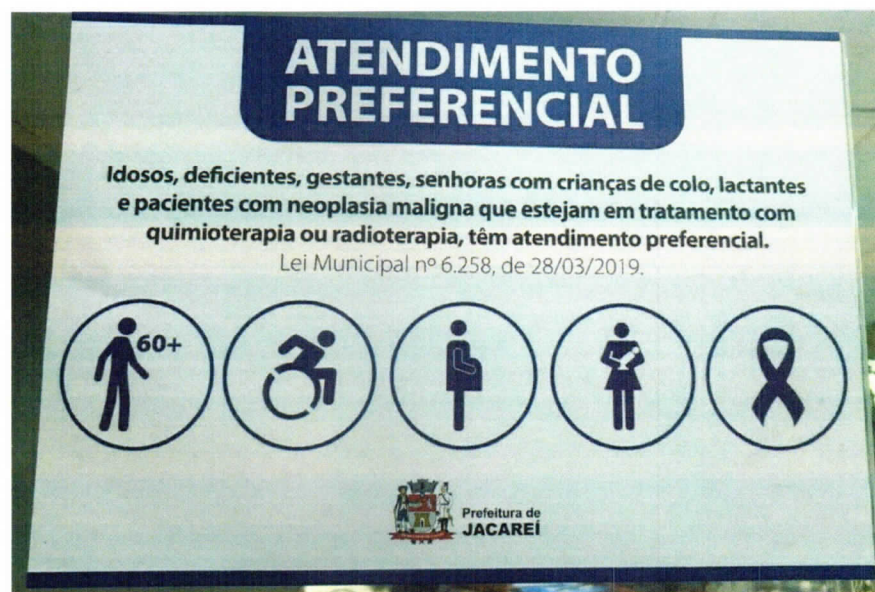 ATENDIMENTO
PREFERENCIAL
Idosos, deficientes, gestantes, senhoras com crianças de colo, lactantes
e pacientes com neoplasia maligna que estejam em tratamento com
quimioterapia ou radioterapia, têm atendimento preferencial.
Lei Municipal nº 6.258, de 28/03/2019.
60+
Prefeitura de
JACAREÍ